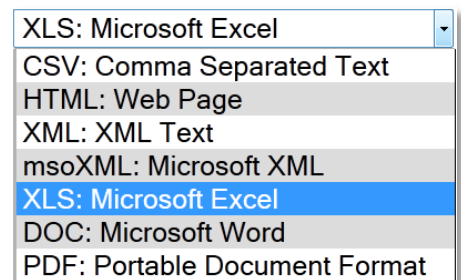 XLS: Microsoft Excel
CSV: Comma Separated Text
HTML: Web Page
XML: XML Text
msoXML: Microsoft XML
XLS: Microsoft Excel
DOC: Microsoft Word
PDF: Portable Document Format